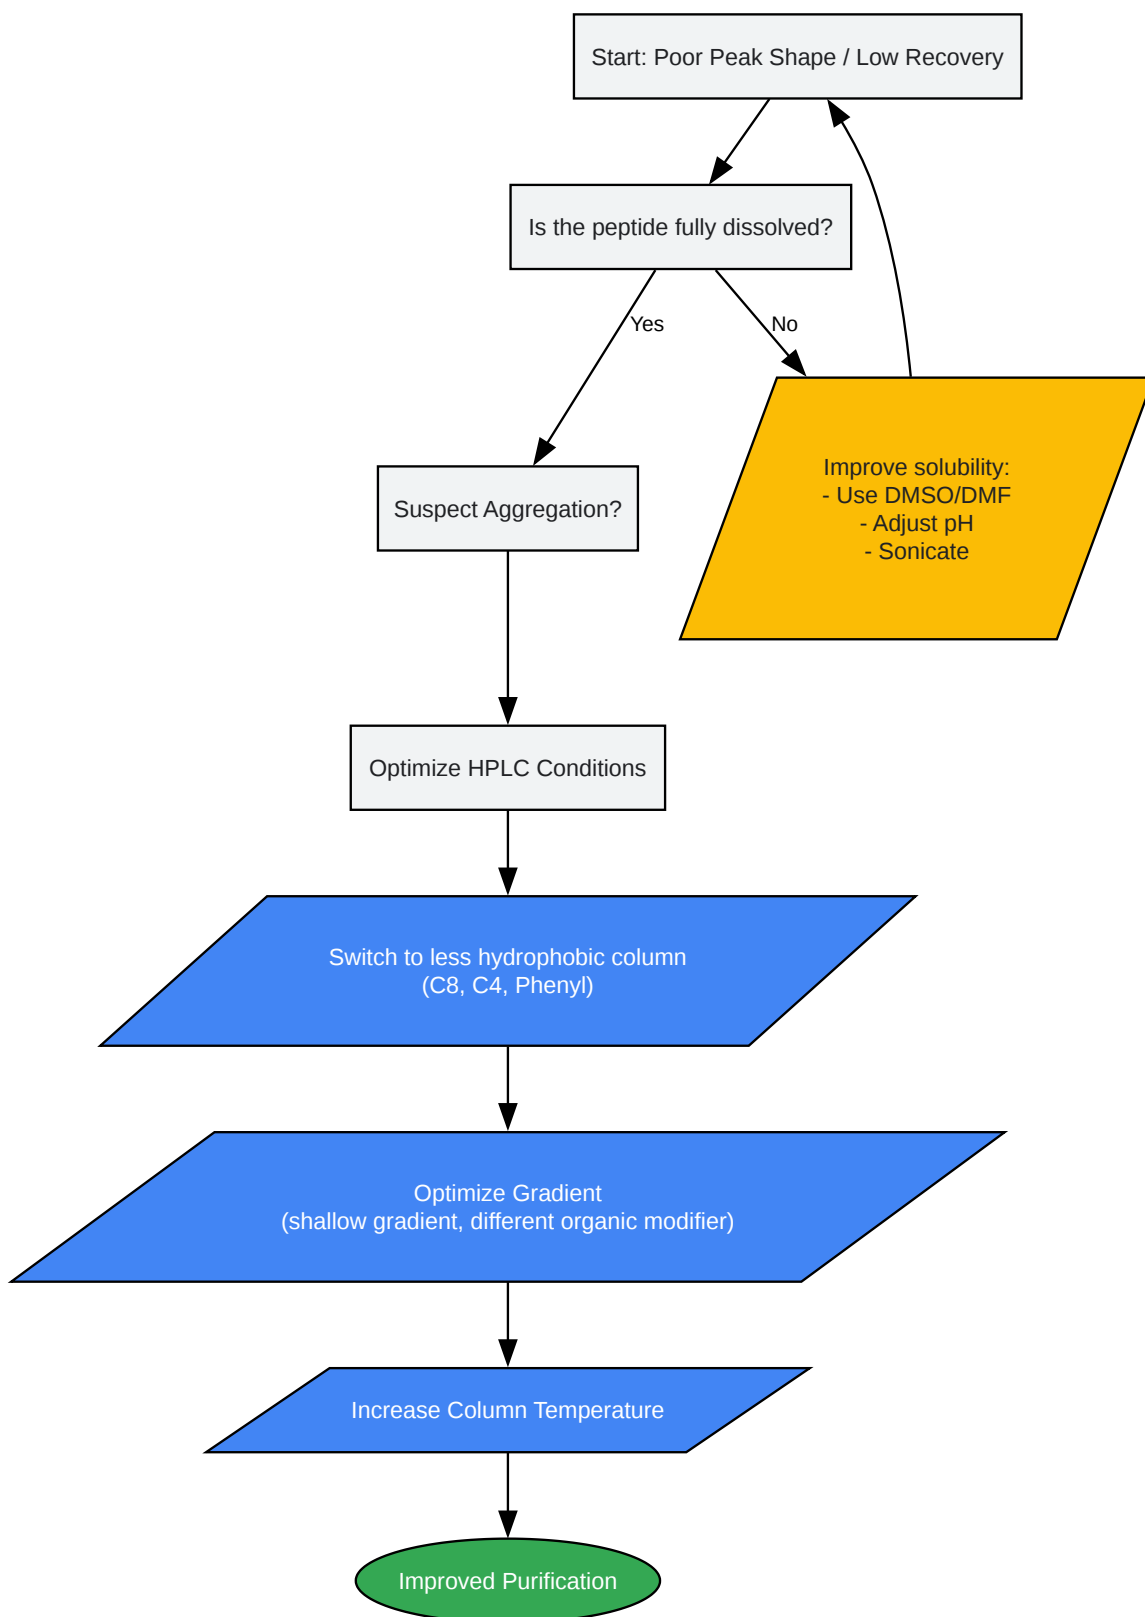 Start: Poor Peak Shape / Low Recovery
Is the peptide fully dissolved?
Yes
No
Improve solubility:
- Use DMSO/DMF
- Adjust pH
- Sonicate
Suspect Aggregation?
Optimize HPLC Conditions
Switch to less hydrophobic column
(C8, C4, Phenyl)
Optimize Gradient
(shallow gradient, different organic modifier)
Increase Column Temperature
Improved Purification